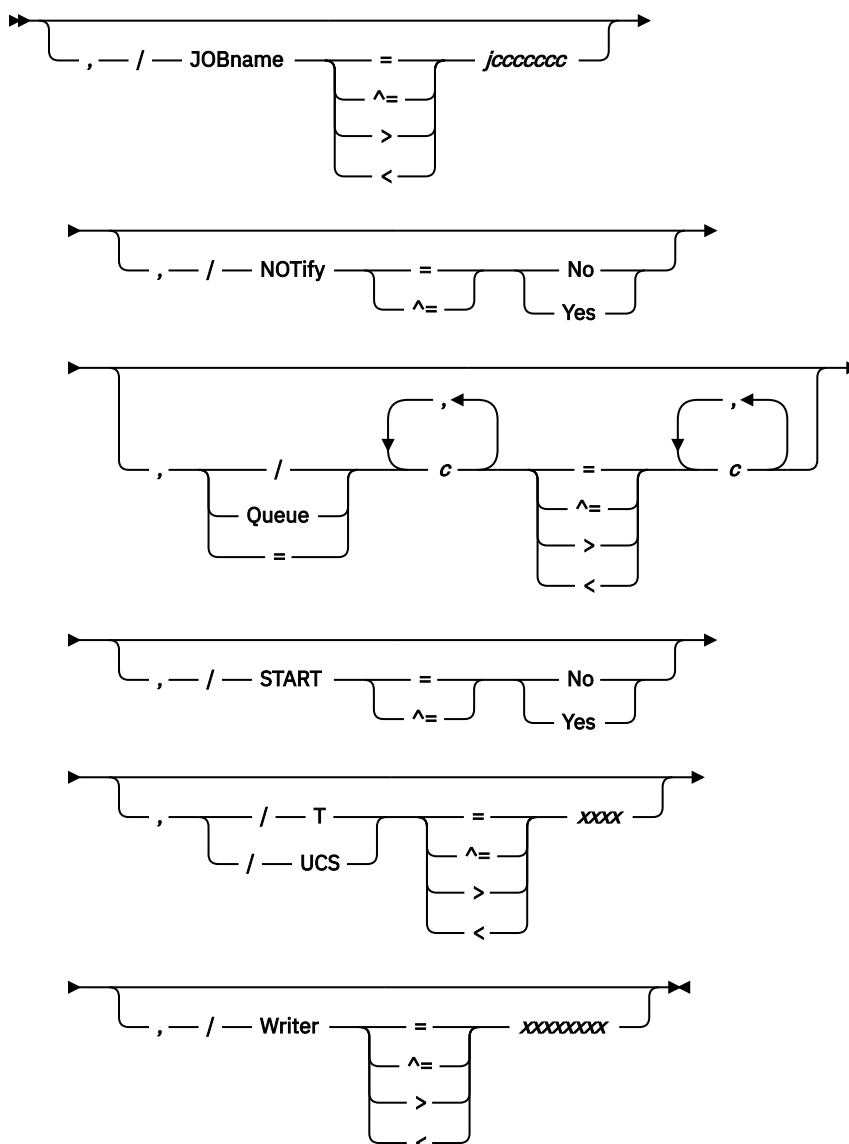 , / JOBname = jccccccc
^=
>
<
, / NOTify = No
^= Yes
, ,
, / c = c
Queue ^=
= >
<
, / START = No
^= Yes
, / T = xxxx
/ UCS ^=
>
<
, / Writer = xxxxxxxx
^=
>
<